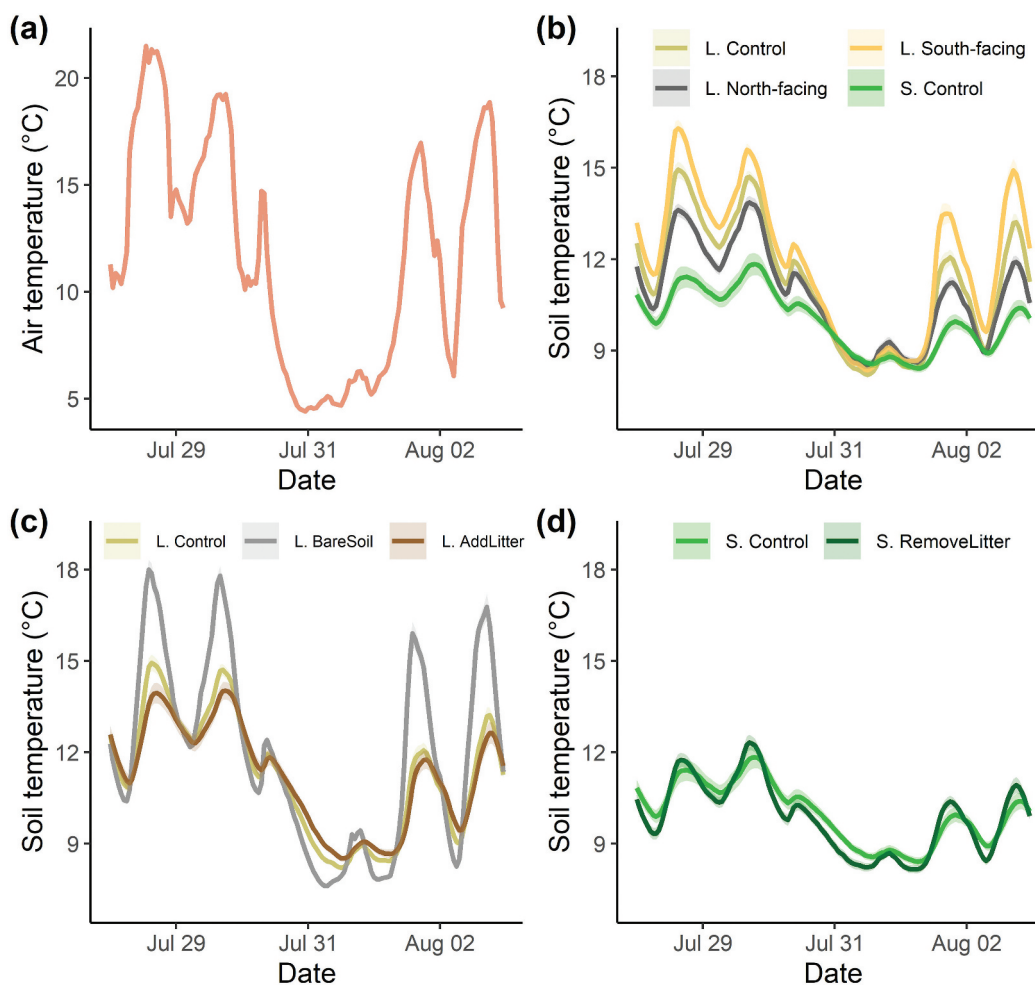 (a)
Air temperature (°C)
20
15
10
5
Jul 29
Jul 31
Aug 02
Date
(b)
L. Control
L. South-facing
L. North-facing
S. Control
Soil temperature (°C)
18
15
12
9
Jul 29
Jul 31
Aug 02
Date
(c)
L. Control
L. BareSoil
L. AddLitter
Soil temperature (°C)
18
15
12
9
Jul 29
Jul 31
Aug 02
Date
(d)
S. Control
S. RemoveLitter
Soil temperature (°C)
18
15
12
9
Jul 29
Jul 31
Aug 02
Date